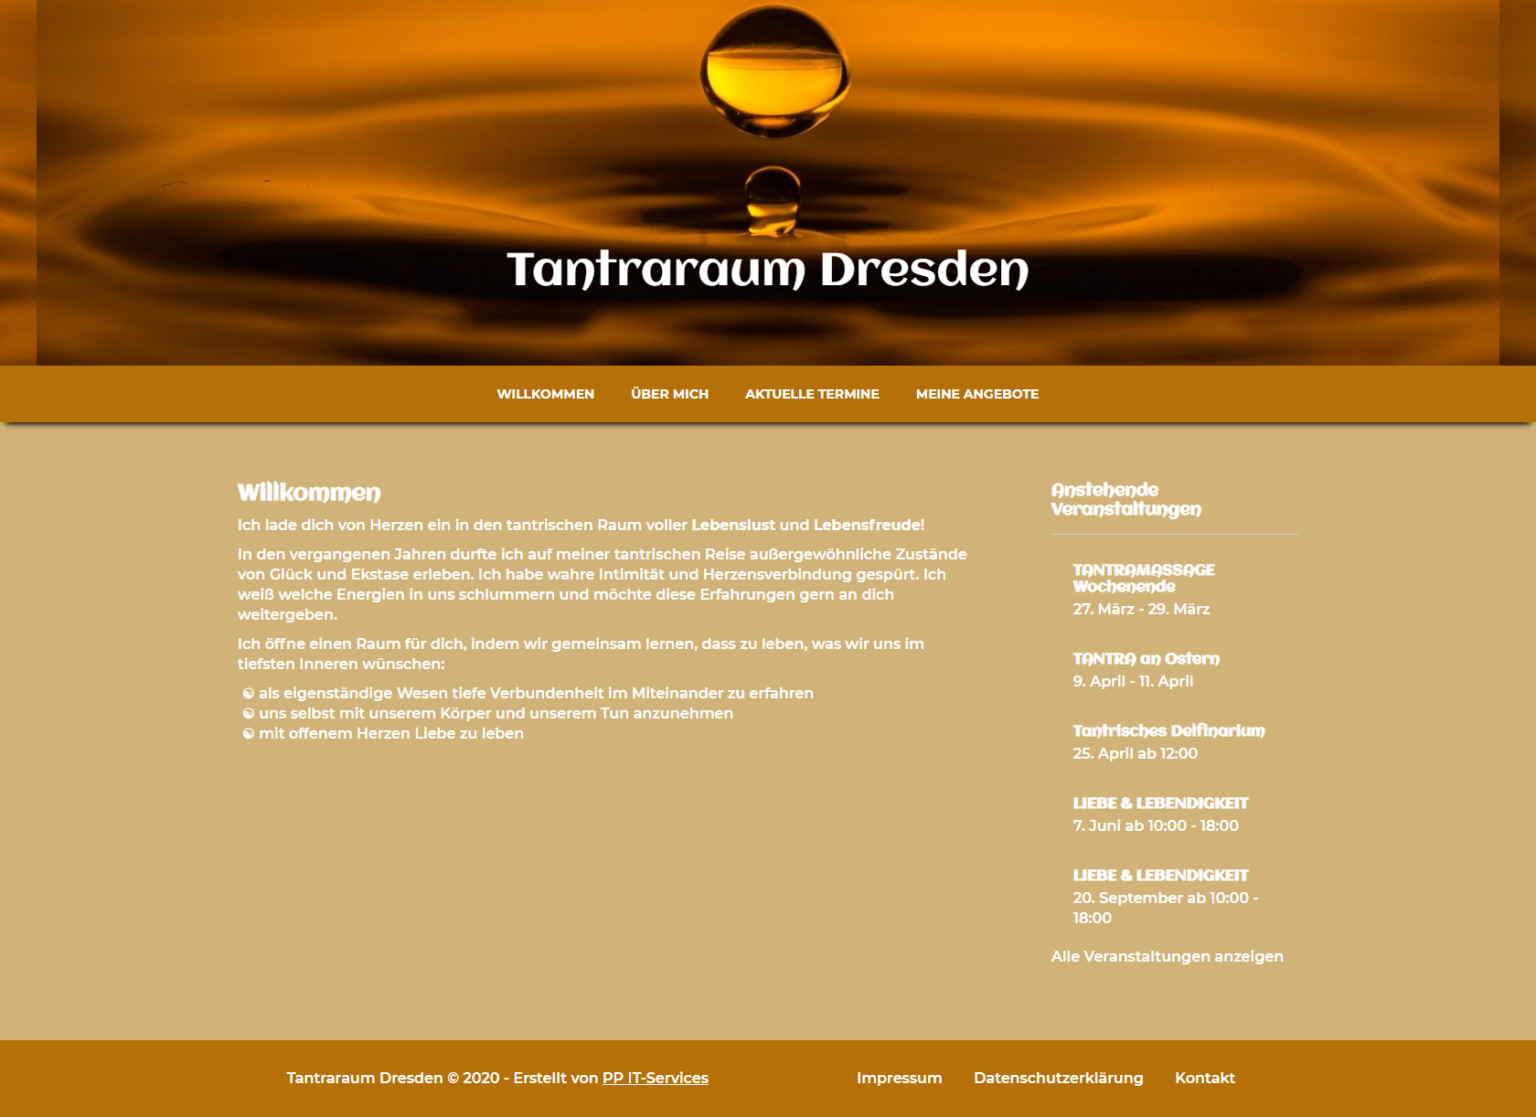 Tantraraum Dresden
WILLKOMMEN ÜBER MICH AKTUELLE TERMINE MEINE ANGEBOTE
Willkommen
Ich lade dich von Herzen ein in den tantrischen Raum voller Lebenslust und Lebensfreude!
In den vergangenen Jahren durfte ich auf meiner tantrischen Reise außergewöhnliche Zustände
von Glück und Ekstase erleben. Ich habe wahre Intimität und Herzensverbindung gespürt. Ich
weiß welche Energien in uns schlummern und möchte diese Erfahrungen gern an dich
weitergeben.
Ich öffne einen Raum für dich, indem wir gemeinsam lernen, dass zu leben, was wir uns im
tiefsten Inneren wünschen:
☯ als eigenständige Wesen tiefe Verbundenheit im Miteinander zu erfahren
☯ uns selbst mit unserem Körper und unserem Tun anzunehmen
☯ mit offenem Herzen Liebe zu leben
Anstehende
Veranstaltungen
TANTRAMASSAGE
Wochenende
27. März - 29. März
TANTRA an Ostern
9. April - 11. April
Tantrisches Delfinarium
25. April ab 12:00
LIEBE & LEBENDIGKEIT
7. Juni ab 10:00 - 18:00
LIEBE & LEBENDIGKEIT
20. September ab 10:00 -
18:00
Alle Veranstaltungen anzeigen
Tantraraum Dresden © 2020 - Erstellt von PP IT-Services
Impressum Datenschutzerklärung Kontakt